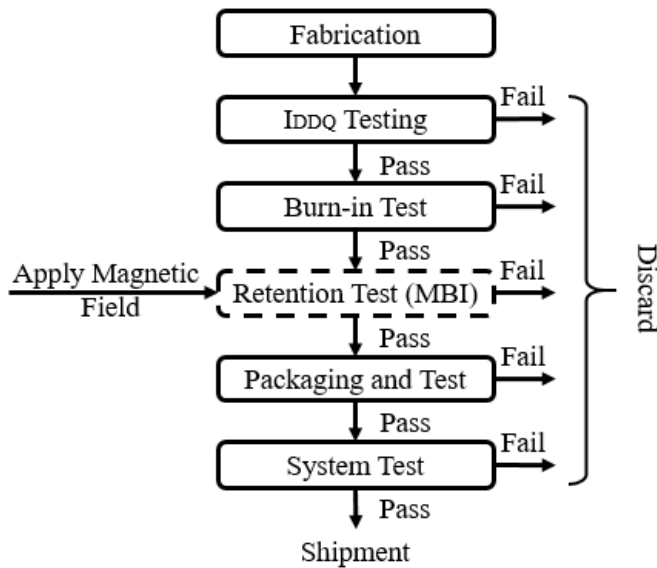 Fabrication
Fail
IDDQ Testing
Pass
Fail
Burn-in Test
Pass
Fail
Apply Magnetic
Field
Retention Test (MBI)
Pass
Fail
Packaging and Test
Pass
Fail
System Test
Pass
Shipment
Discard